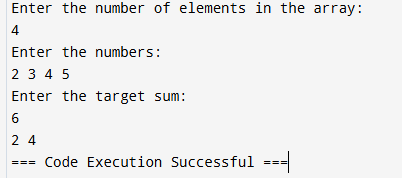 Enter the number of elements in the array:
4
Enter the numbers:
2 3 4 5
Enter the target sum:
6
2 4
=== Code Execution Successful ===